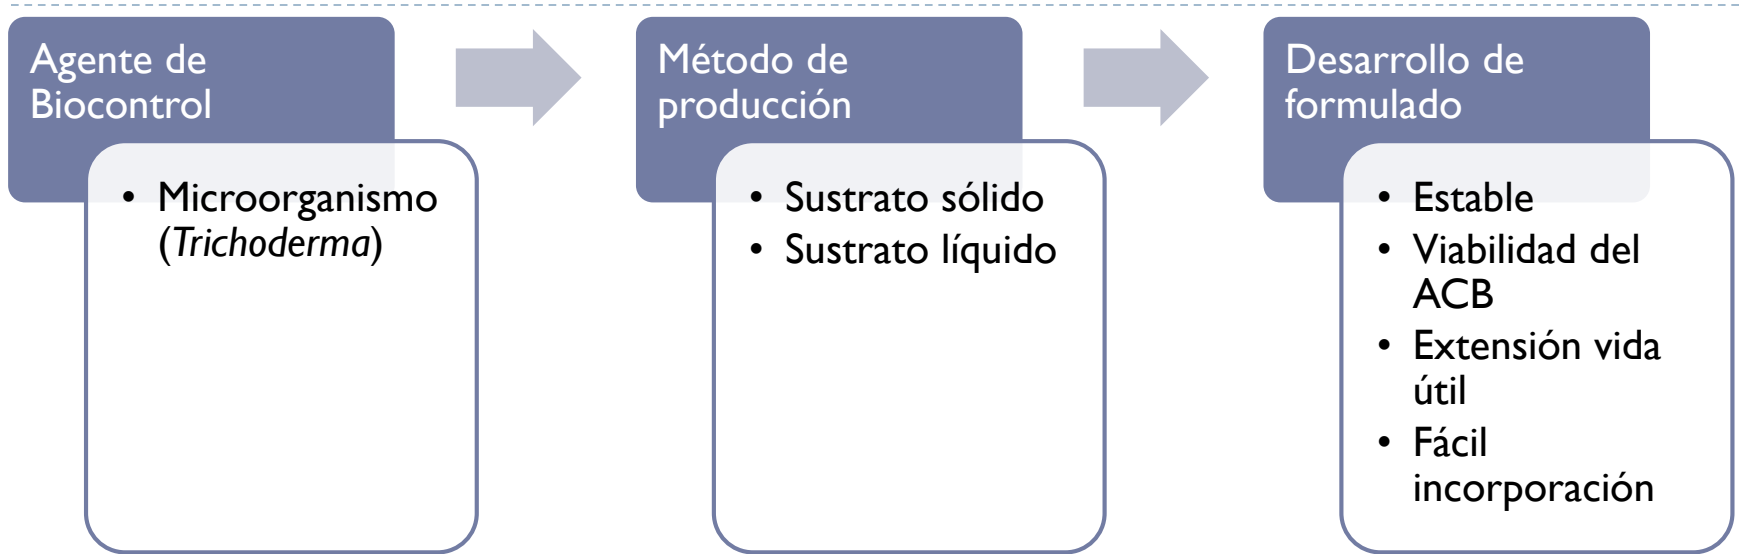 Agente de
Biocontrol
• Microorganismo
(Trichoderma)
Método de
producción
• Sustrato sólido
• Sustrato líquido
Desarrollo de
formulado
• Estable
• Viabilidad del
ACB
• Extensión vida
útil
• Fácil
incorporación